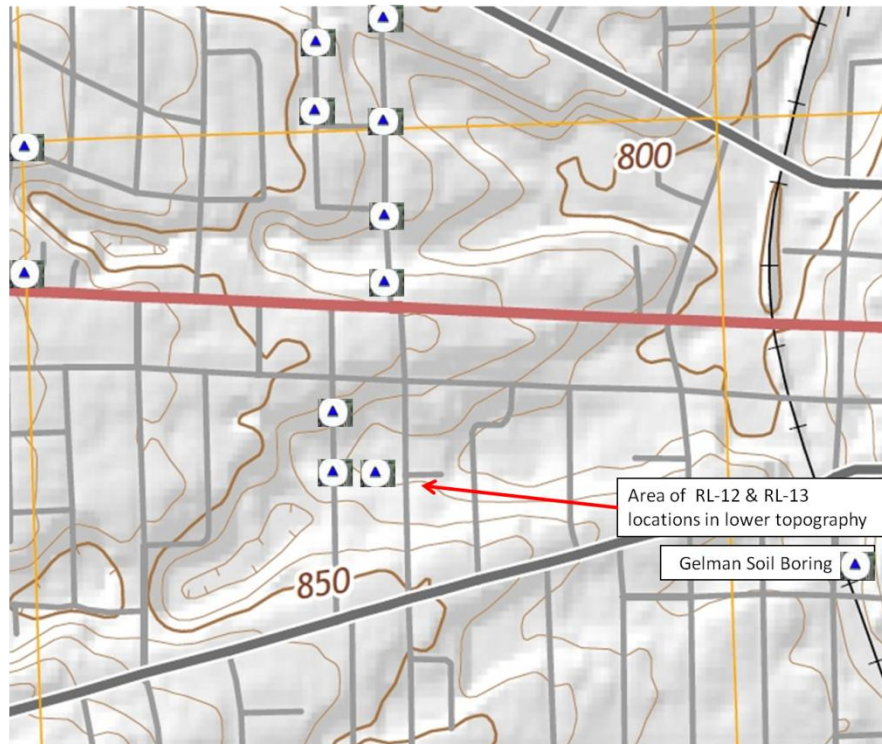 800
Area of RL-12 & RL-13
locations in lower topography
Gelman Soil Boring
850